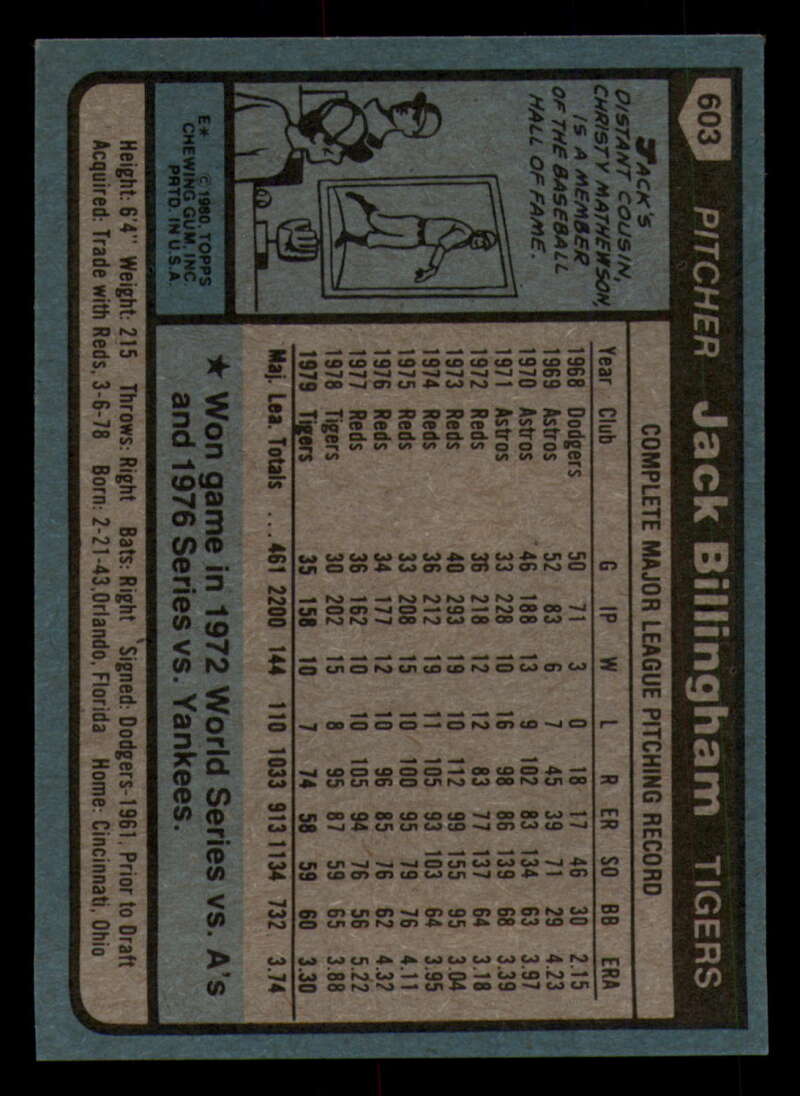 603 PITCHER Jack Billingham TIGERS
JACK'S
DISTANT COUSIN,
CHRISTY MATHEWSON,
IS A MEMBER
OF THE BASEBALL
HALL OF FAME.
E* © 1980, TOPPS
CHEWING GUM, INC
PRTD. IN U.S.A.
COMPLETE MAJOR LEAGUE PITCHING RECORD
Year Club G IP W L R ER SO BB ERA
1968 Dodgers 50 71 3 0 18 17 46 30 2.15
1969 Astros 52 83 6 7 45 39 71 29 4.23
1970 Astros 46 188 13 9 102 83 134 63 3.97
1971 Astros 33 228 10 16 98 86 139 68 3.39
1972 Reds 36 218 12 12 83 77 137 64 3.18
1973 Reds 40 293 19 10 112 99 155 95 3.04
1974 Reds 36 212 19 11 105 93 103 64 3.95
1975 Reds 33 208 15 10 100 95 79 76 4.11
1976 Reds 34 177 12 10 96 85 76 62 4.32
1977 Reds 36 162 10 10 105 94 76 56 5.22
1978 Tigers 30 202 15 8 95 87 59 65 3.88
1979 Tigers 35 158 10 7 74 58 59 60 3.30
Maj. Lea. Totals ...461 2200 144 110 1033 913 1134 732 3.74
★ Won game in 1972 World Series vs. A's
and 1976 Series vs. Yankees.
Height: 6'4" Weight: 215 Throws: Right Bats: Right Signed: Dodgers-1961, Prior to Draft
Acquired: Trade with Reds, 3-6-78 Born: 2-21-43, Orlando, Florida Home: Cincinnati, Ohio